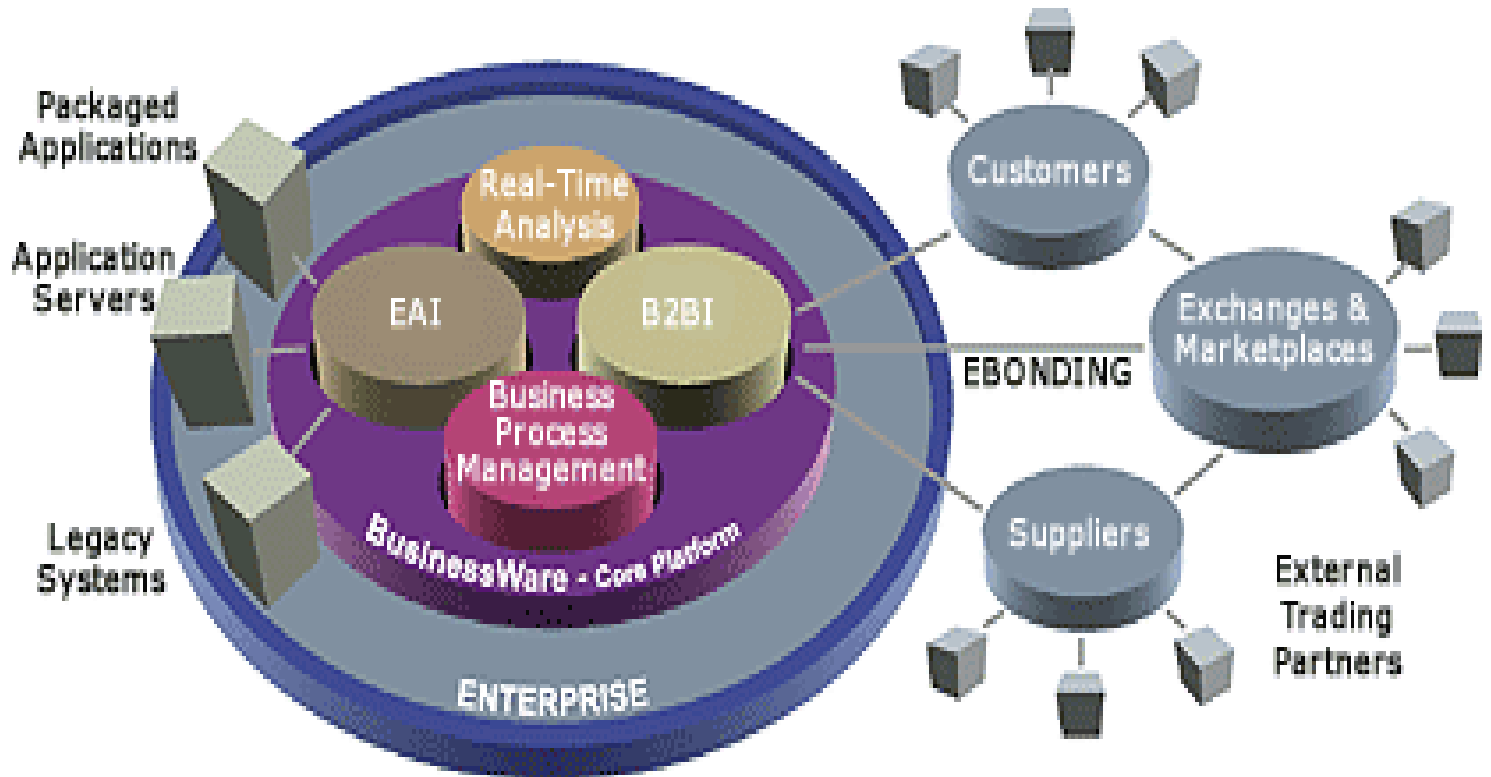 Packaged
Applications
Application
Servers
Legacy
Systems
Real-Time
Analysis
EAI
B2BI
Business
Process
Management
BusinessWare - Core Platform
ENTERPRISE
Customers
Exchanges &
Marketplaces
EBONDING
Suppliers
External
Trading
Partners